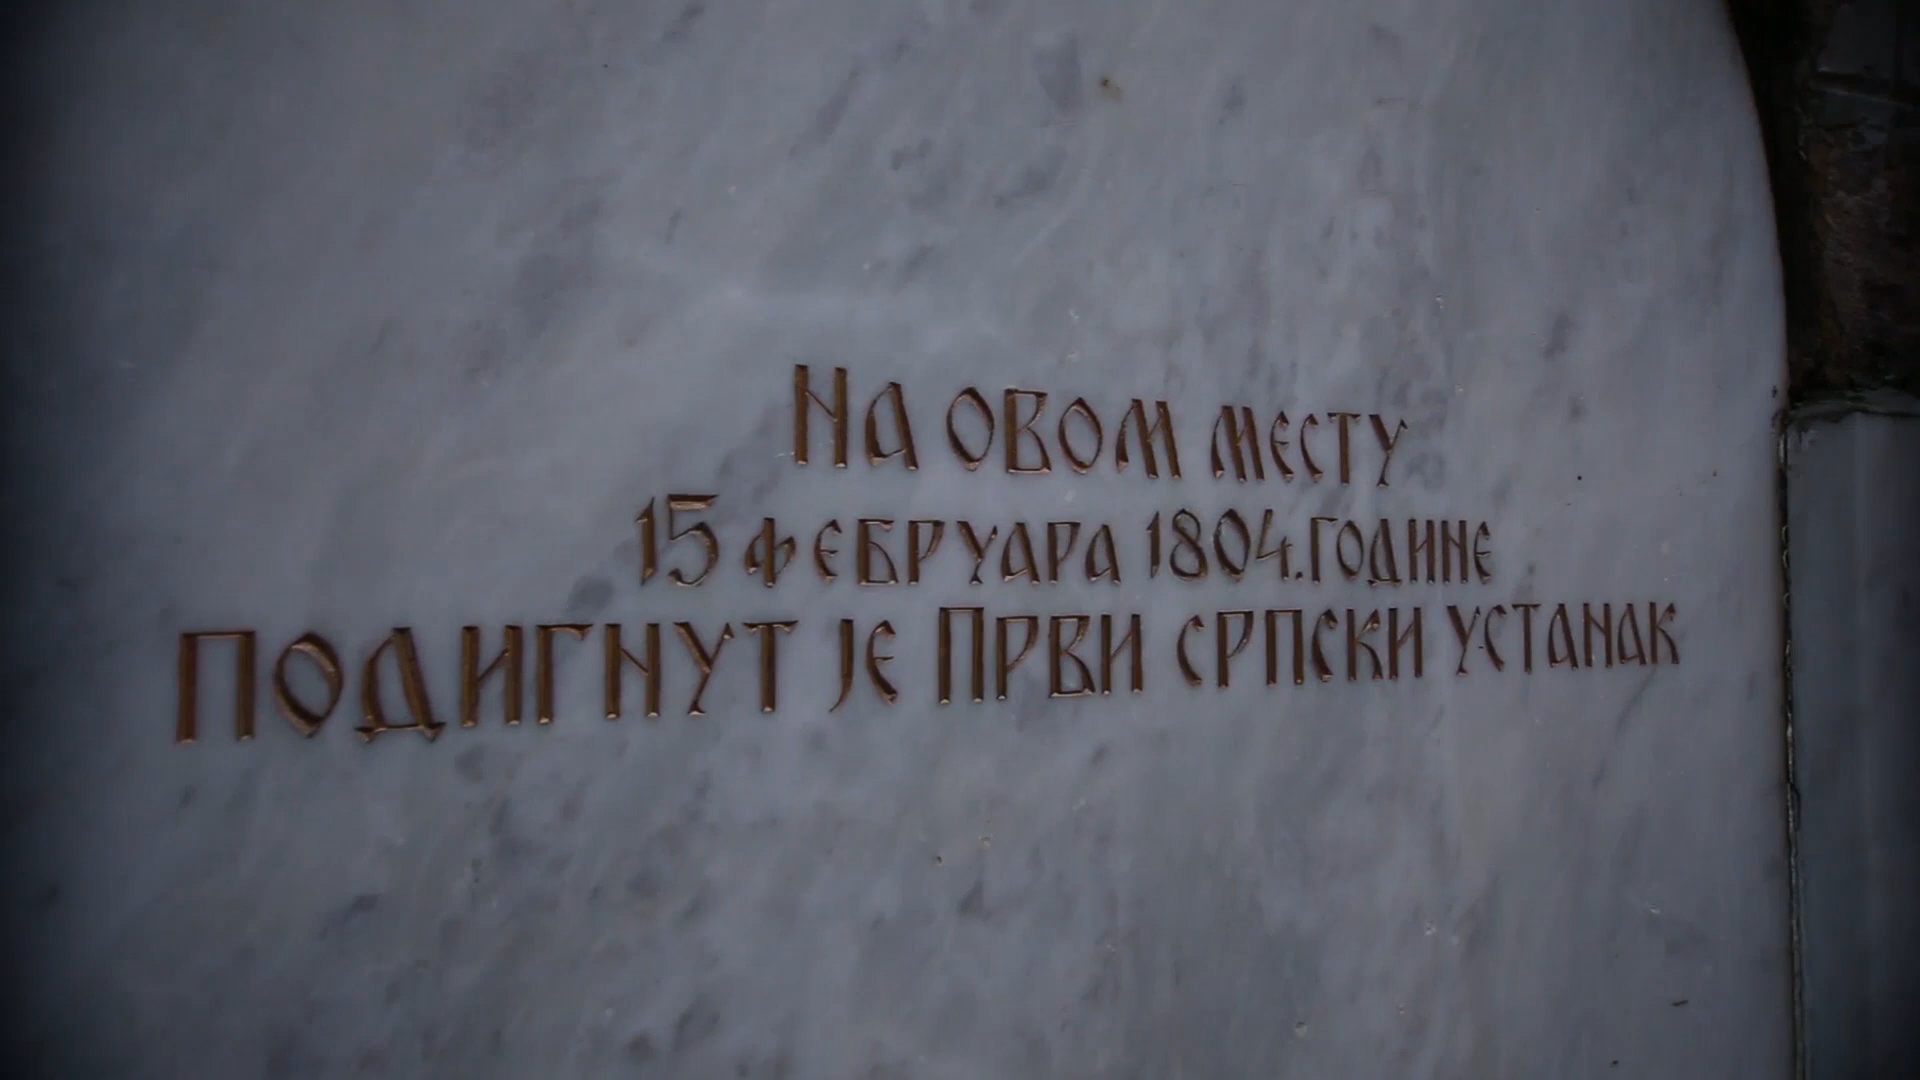 На овом месту
15 фебруара 1804.године
подигнут је Први српски устанак